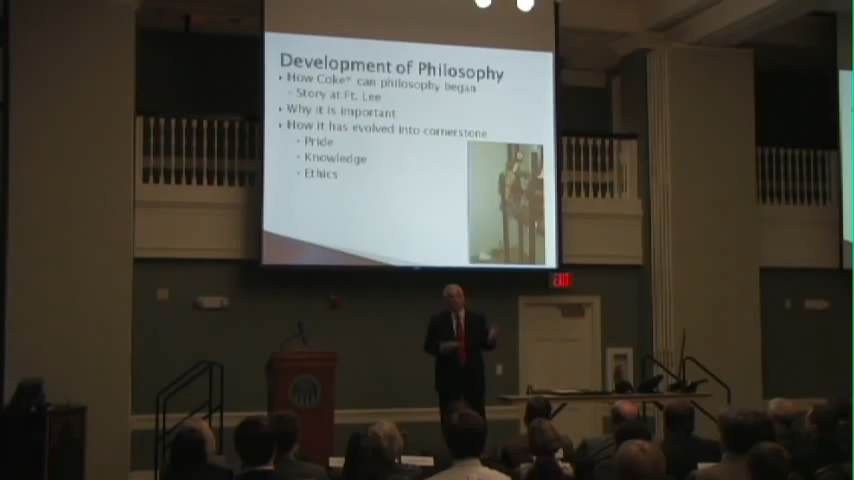 Development of Philosophy
How Coke™ can philosophy began
- Story at Ft. Lee
Why it is important
How it has evolved into cornerstone
- Pride
- Knowledge
- Ethics
EXIT